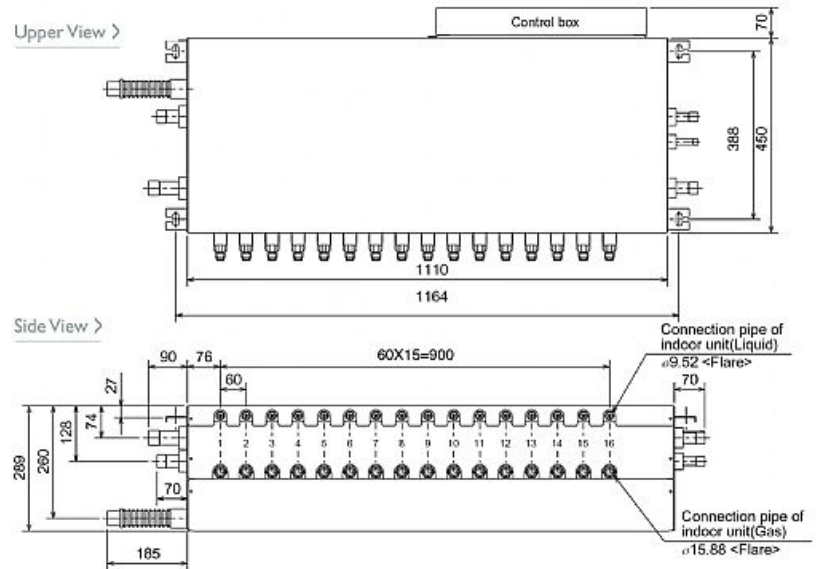 Upper View >
Control box
70
388
450
1110
1164
Side View >
Connection pipe of
indoor unit(Liquid)
ø9.52 <Flare>
90
76
60X15=900
60
70
27
74
128
260
289
2 3 4 5 6 7 8 9 10 11 12 13 14 15 16
70
185
Connection pipe of
indoor unit(Gas)
ø15.88 <Flare>